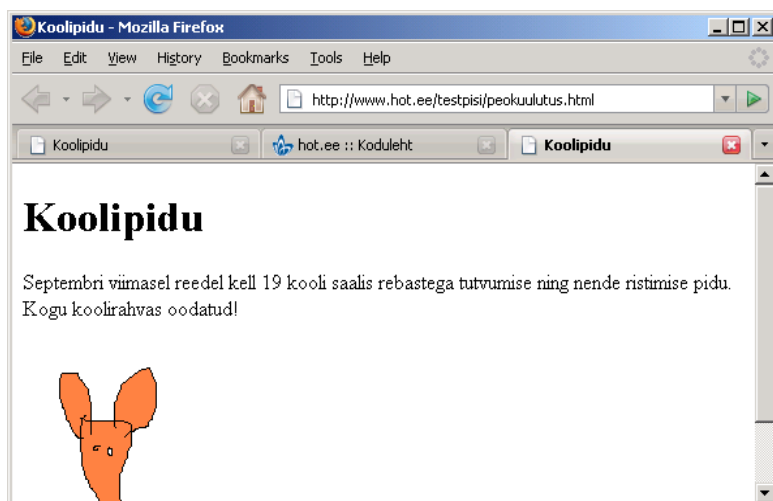 Koolipidu - Mozilla Firefox
File Edit View History Bookmarks Tools Help
http://www.hot.ee/testpisi/peokuulutus.html
Koolipidu hot.ee :: Koduleht Koolipidu
Koolipidu
Septembri viimasel reedel kell 19 kooli saalis rebastega tutvumise ning nende ristimise pidu.
Kogu koolirahvas oodatud!